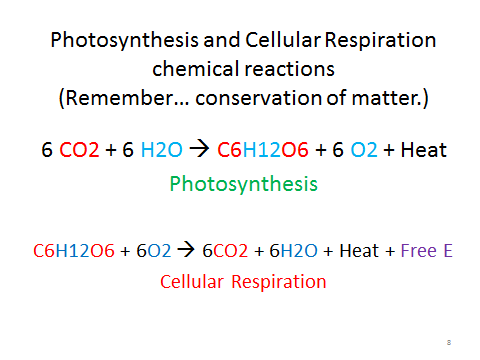 Photosynthesis and Cellular Respiration
chemical reactions
(Remember... conservation of matter.)
6 CO2 + 6 H2O → C6H12O6 + 6 O2 + Heat
Photosynthesis
C6H12O6 + 6O2 → 6CO2 + 6H2O + Heat + Free E
Cellular Respiration
8